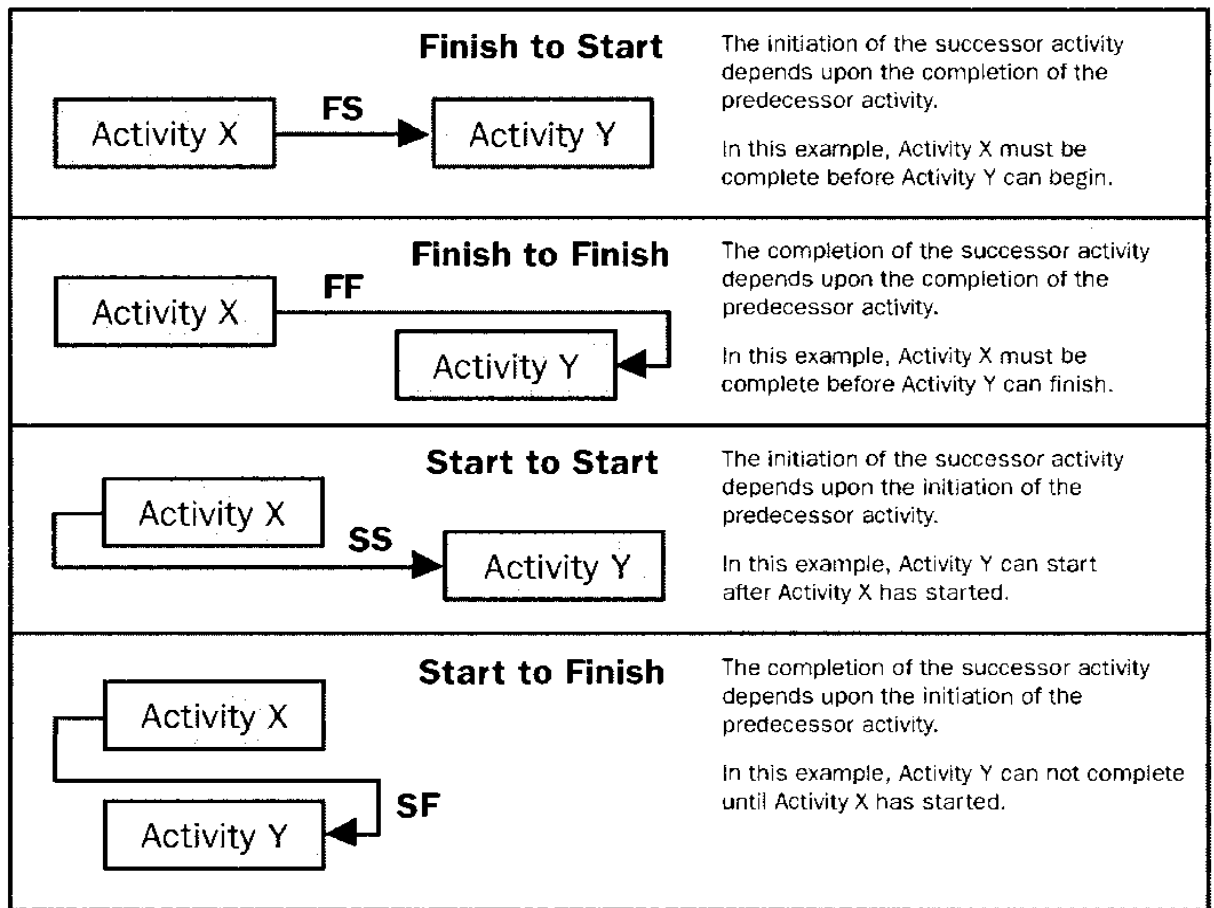 Finish to Start
FS
Activity X
Activity Y
The initiation of the successor activity
depends upon the completion of the
predecessor activity.
In this example, Activity X must be
complete before Activity Y can begin.
Finish to Finish
FF
Activity X
Activity Y
The completion of the successor activity
depends upon the completion of the
predecessor activity.
In this example, Activity X must be
complete before Activity Y can finish.
Start to Start
Activity X
SS
Activity Y
The initiation of the successor activity
depends upon the initiation of the
predecessor activity.
In this example, Activity Y can start
after Activity X has started.
Start to Finish
Activity X
SF
Activity Y
The completion of the successor activity
depends upon the initiation of the
predecessor activity.
In this example, Activity Y can not complete
until Activity X has started.